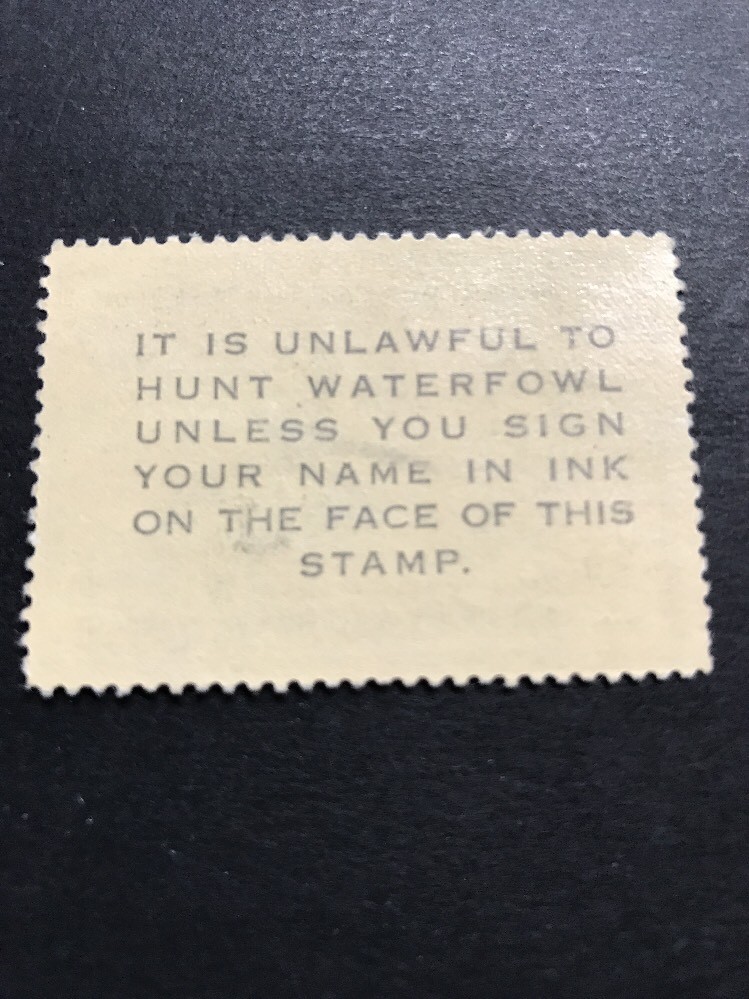 IT IS UNLAWFUL TO
HUNT WATERFOWL
UNLESS YOU SIGN
YOUR NAME IN INK
ON THE FACE OF THIS
STAMP.